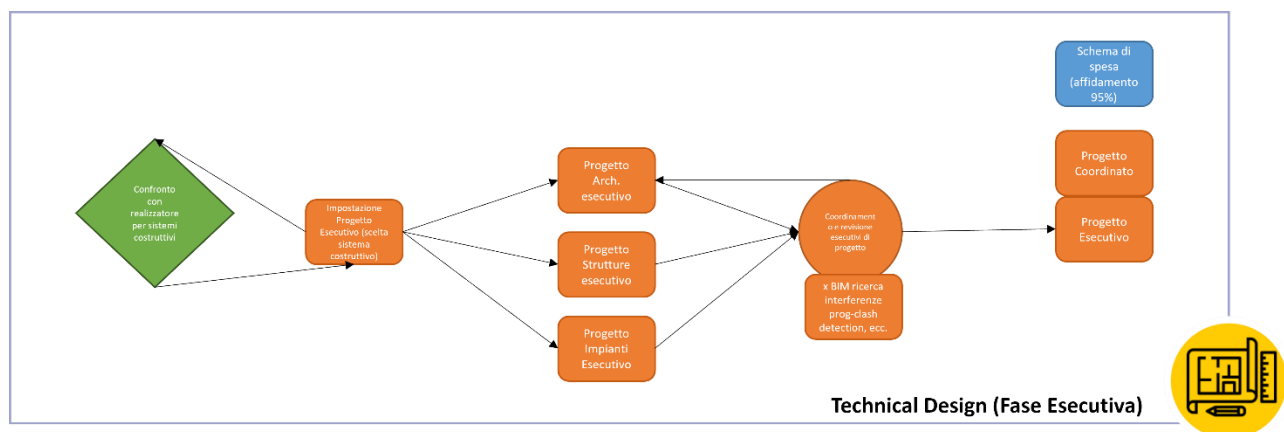 Confronto
con
realizzatore
per sistemi
costruttivi
Impostazione
Progetto
Esecutivo (scelta
sistema
costruttivo)
Progetto
Arch.
esecutivo
Progetto
Strutture
esecutivo
Progetto
Impianti
Esecutivo
Coordinament
o e revisione
esecutivi di
progetto
x BIM ricerca
interferenze
prog-clash
detection, ecc.
Schema di
spesa
(affidamento
95%)
Progetto
Coordinato
Progetto
Esecutivo
Technical Design (Fase Esecutiva)